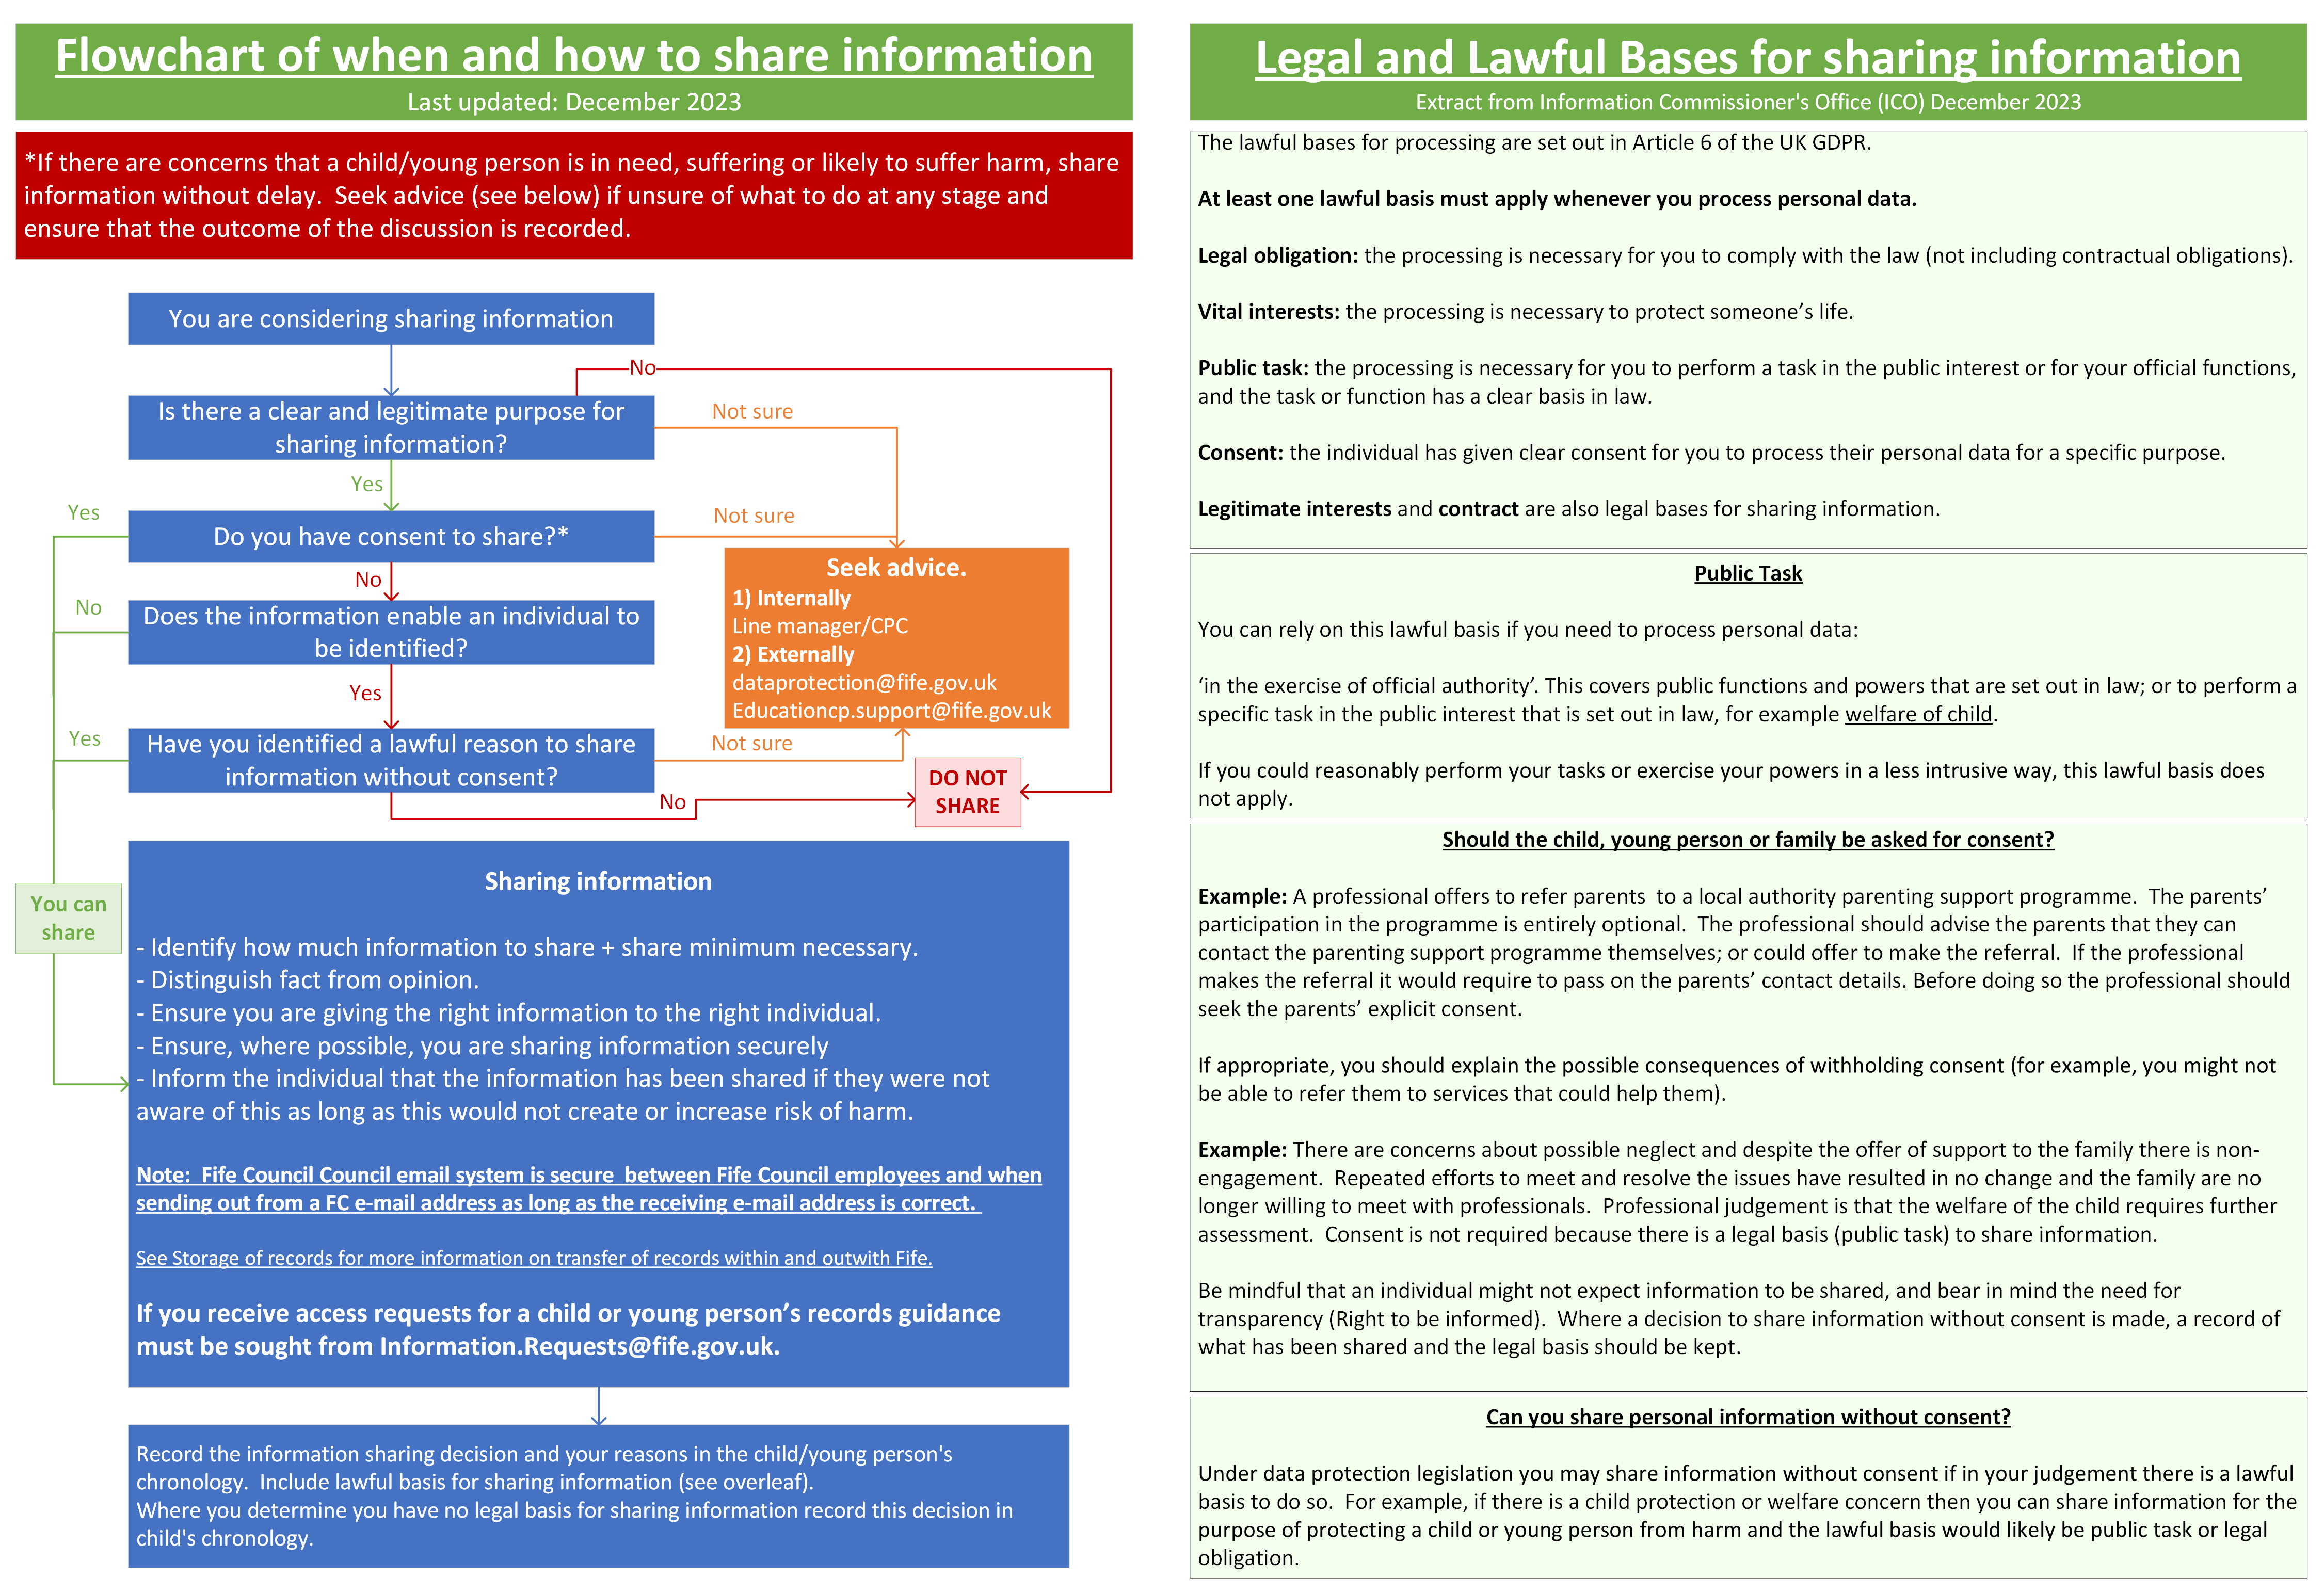 Flowchart of when and how to share information
Last updated: December 2023
*If there are concerns that a child/young person is in need, suffering or likely to suffer harm, share
information without delay.  Seek advice (see below) if unsure of what to do at any stage and
ensure that the outcome of the discussion is recorded.
You are considering sharing information
No
Is there a clear and legitimate purpose for
sharing information?
Not sure
Yes
Yes
Do you have consent to share?*
Not sure
No
No
Does the information enable an individual to
be identified?
Seek advice.
1) Internally
Line manager/CPC
2) Externally
dataprotection@fife.gov.uk
Educationcp.support@fife.gov.uk
Yes
Yes
Have you identified a lawful reason to share
information without consent?
Not sure
No
DO NOT
SHARE
You can
share
Sharing information
- Identify how much information to share + share minimum necessary.
- Distinguish fact from opinion.
- Ensure you are giving the right information to the right individual.
- Ensure, where possible, you are sharing information securely
- Inform the individual that the information has been shared if they were not
aware of this as long as this would not create or increase risk of harm.
Note:  Fife Council Council email system is secure  between Fife Council employees and when
sending out from a FC e-mail address as long as the receiving e-mail address is correct.
See Storage of records for more information on transfer of records within and outwith Fife.
If you receive access requests for a child or young person’s records guidance
must be sought from Information.Requests@fife.gov.uk.
Record the information sharing decision and your reasons in the child/young person's
chronology.  Include lawful basis for sharing information (see overleaf).
Where you determine you have no legal basis for sharing information record this decision in
child's chronology.
Legal and Lawful Bases for sharing information
Extract from Information Commissioner's Office (ICO) December 2023
The lawful bases for processing are set out in Article 6 of the UK GDPR.
At least one lawful basis must apply whenever you process personal data.
Legal obligation: the processing is necessary for you to comply with the law (not including contractual obligations).
Vital interests: the processing is necessary to protect someone’s life.
Public task: the processing is necessary for you to perform a task in the public interest or for your official functions,
and the task or function has a clear basis in law.
Consent: the individual has given clear consent for you to process their personal data for a specific purpose.
Legitimate interests and contract are also legal bases for sharing information.
Public Task
You can rely on this lawful basis if you need to process personal data:
‘in the exercise of official authority’. This covers public functions and powers that are set out in law; or to perform a
specific task in the public interest that is set out in law, for example welfare of child.
If you could reasonably perform your tasks or exercise your powers in a less intrusive way, this lawful basis does
not apply.
Should the child, young person or family be asked for consent?
Example: A professional offers to refer parents  to a local authority parenting support programme.  The parents’
participation in the programme is entirely optional.  The professional should advise the parents that they can
contact the parenting support programme themselves; or could offer to make the referral.  If the professional
makes the referral it would require to pass on the parents’ contact details. Before doing so the professional should
seek the parents’ explicit consent.
If appropriate, you should explain the possible consequences of withholding consent (for example, you might not
be able to refer them to services that could help them).
Example: There are concerns about possible neglect and despite the offer of support to the family there is non-
engagement.  Repeated efforts to meet and resolve the issues have resulted in no change and the family are no
longer willing to meet with professionals.  Professional judgement is that the welfare of the child requires further
assessment.  Consent is not required because there is a legal basis (public task) to share information.
Be mindful that an individual might not expect information to be shared, and bear in mind the need for
transparency (Right to be informed).  Where a decision to share information without consent is made, a record of
what has been shared and the legal basis should be kept.
Can you share personal information without consent?
Under data protection legislation you may share information without consent if in your judgement there is a lawful
basis to do so.  For example, if there is a child protection or welfare concern then you can share information for the
purpose of protecting a child or young person from harm and the lawful basis would likely be public task or legal
obligation.